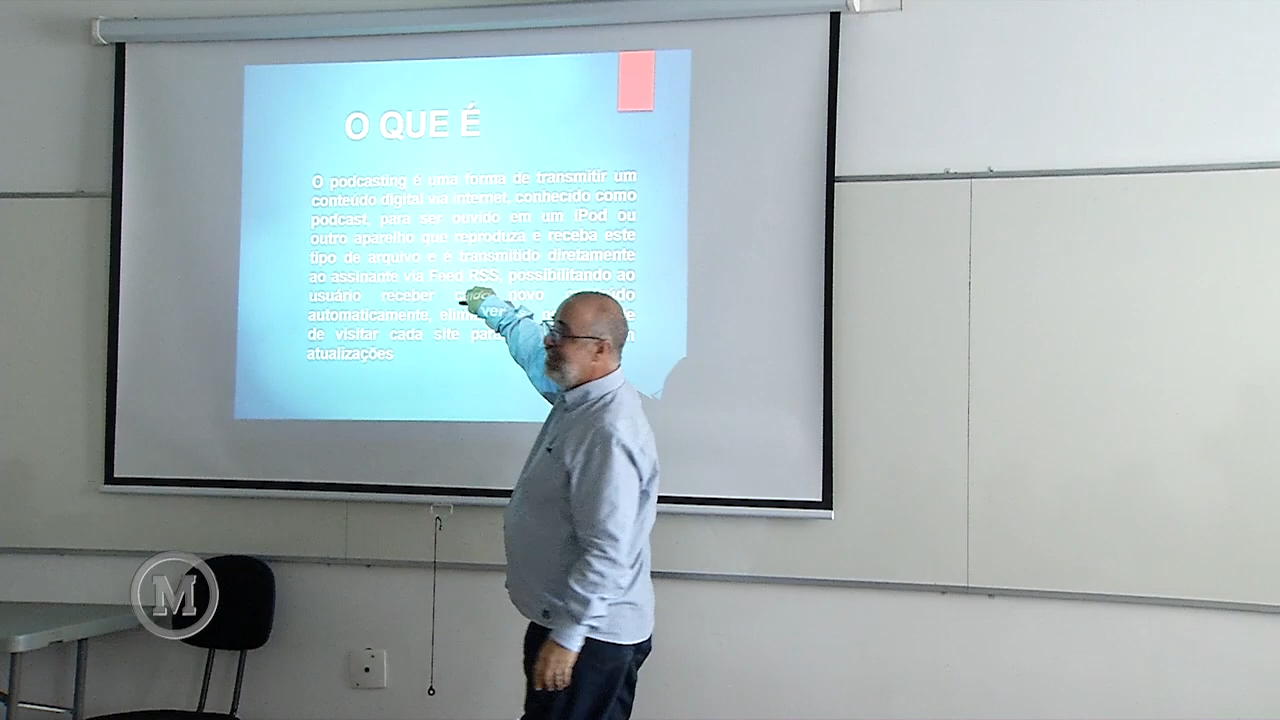 O QUE É
O podcasting é uma forma de transmitir um
conteúdo digital via internet, conhecido como
podcast, para ser ouvido em um iPod ou
outro aparelho que reproduza e receba este
tipo de arquivo e é transmitido diretamente
ao assinante via Feed RSS, possibilitando ao
usuário receber novo
automaticamente,
de visitar cada site
atualizações
M